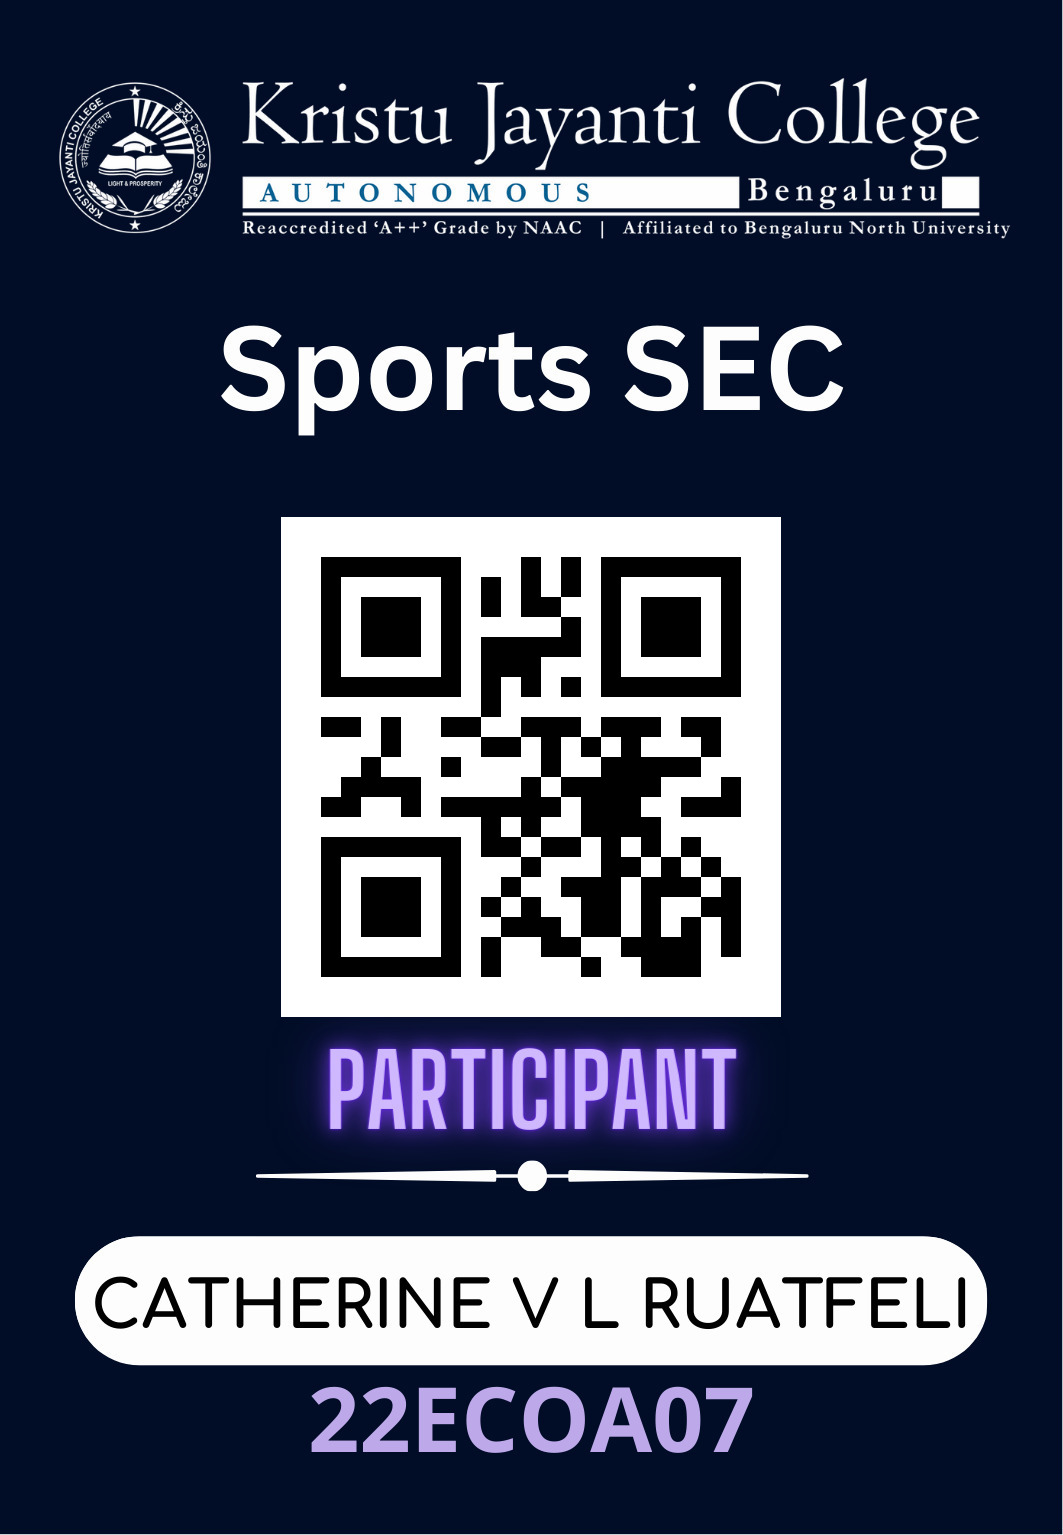 KRISTU JAYANTI COLLEGE
ಕ್ರಿಸ್ತು ಜಯಂತಿ ಕಾಲೇಜು
LIGHT & PROSPERITY
Kristu Jayanti College
AUTONOMOUS Bengaluru
Reaccredited ‘A++’ Grade by NAAC | Affiliated to Bengaluru North University
Sports SEC
PARTICIPANT
CATHERINE V L RUATFELI
22ECOA07